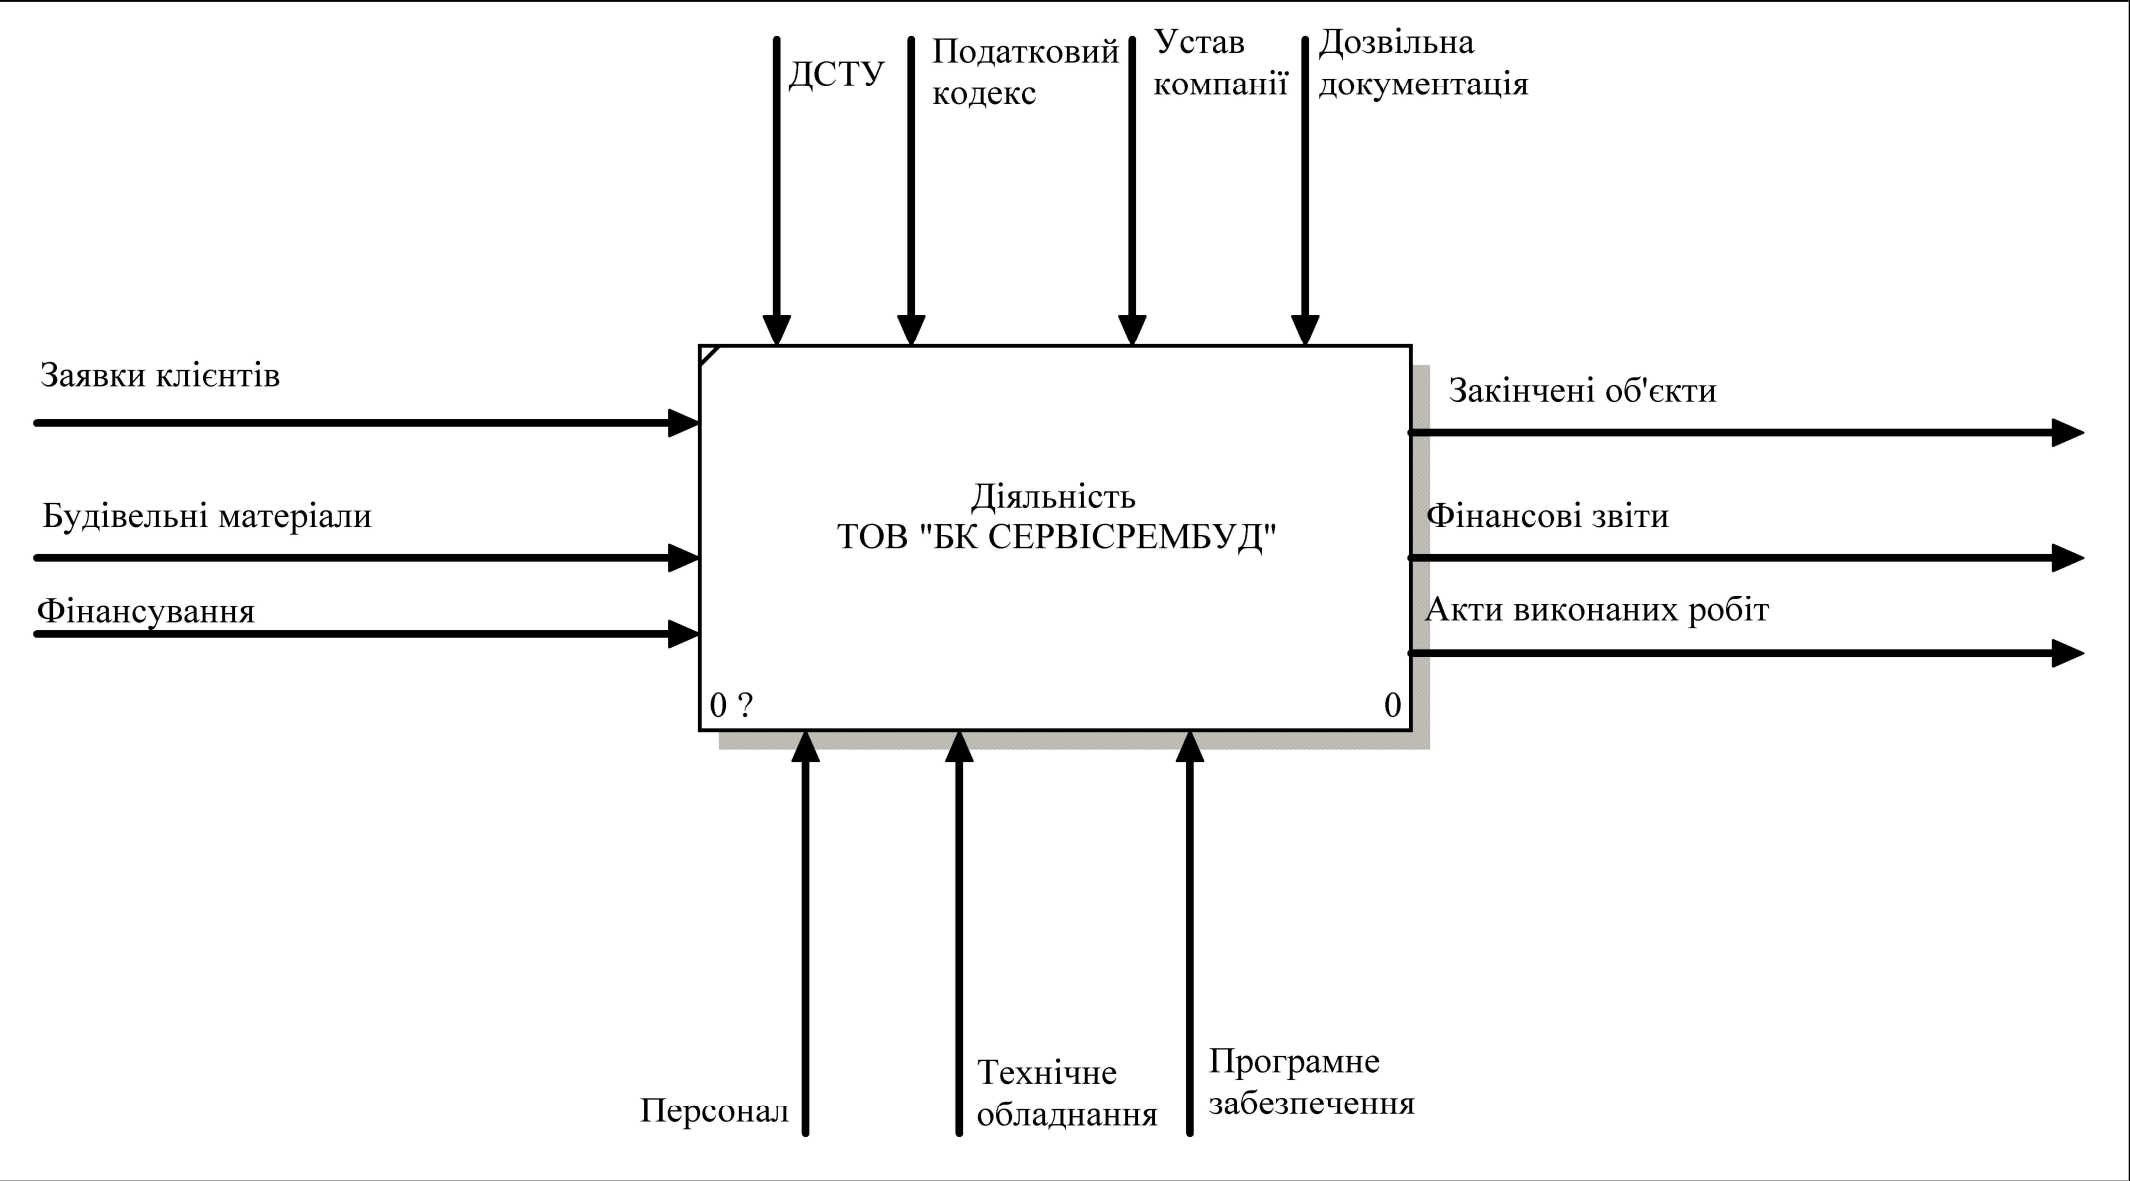 ДСТУ
Податковий
кодекс
Устав
компанії
Дозвільна
документація
Заявки клієнтів
Будівельні матеріали
Фінансування
Діяльність
ТОВ "БК СЕРВІСРЕМБУД"
0 ?
0
Закінчені об'єкти
Фінансові звіти
Акти виконаних робіт
Персонал
Технічне
обладнання
Програмне
забезпечення